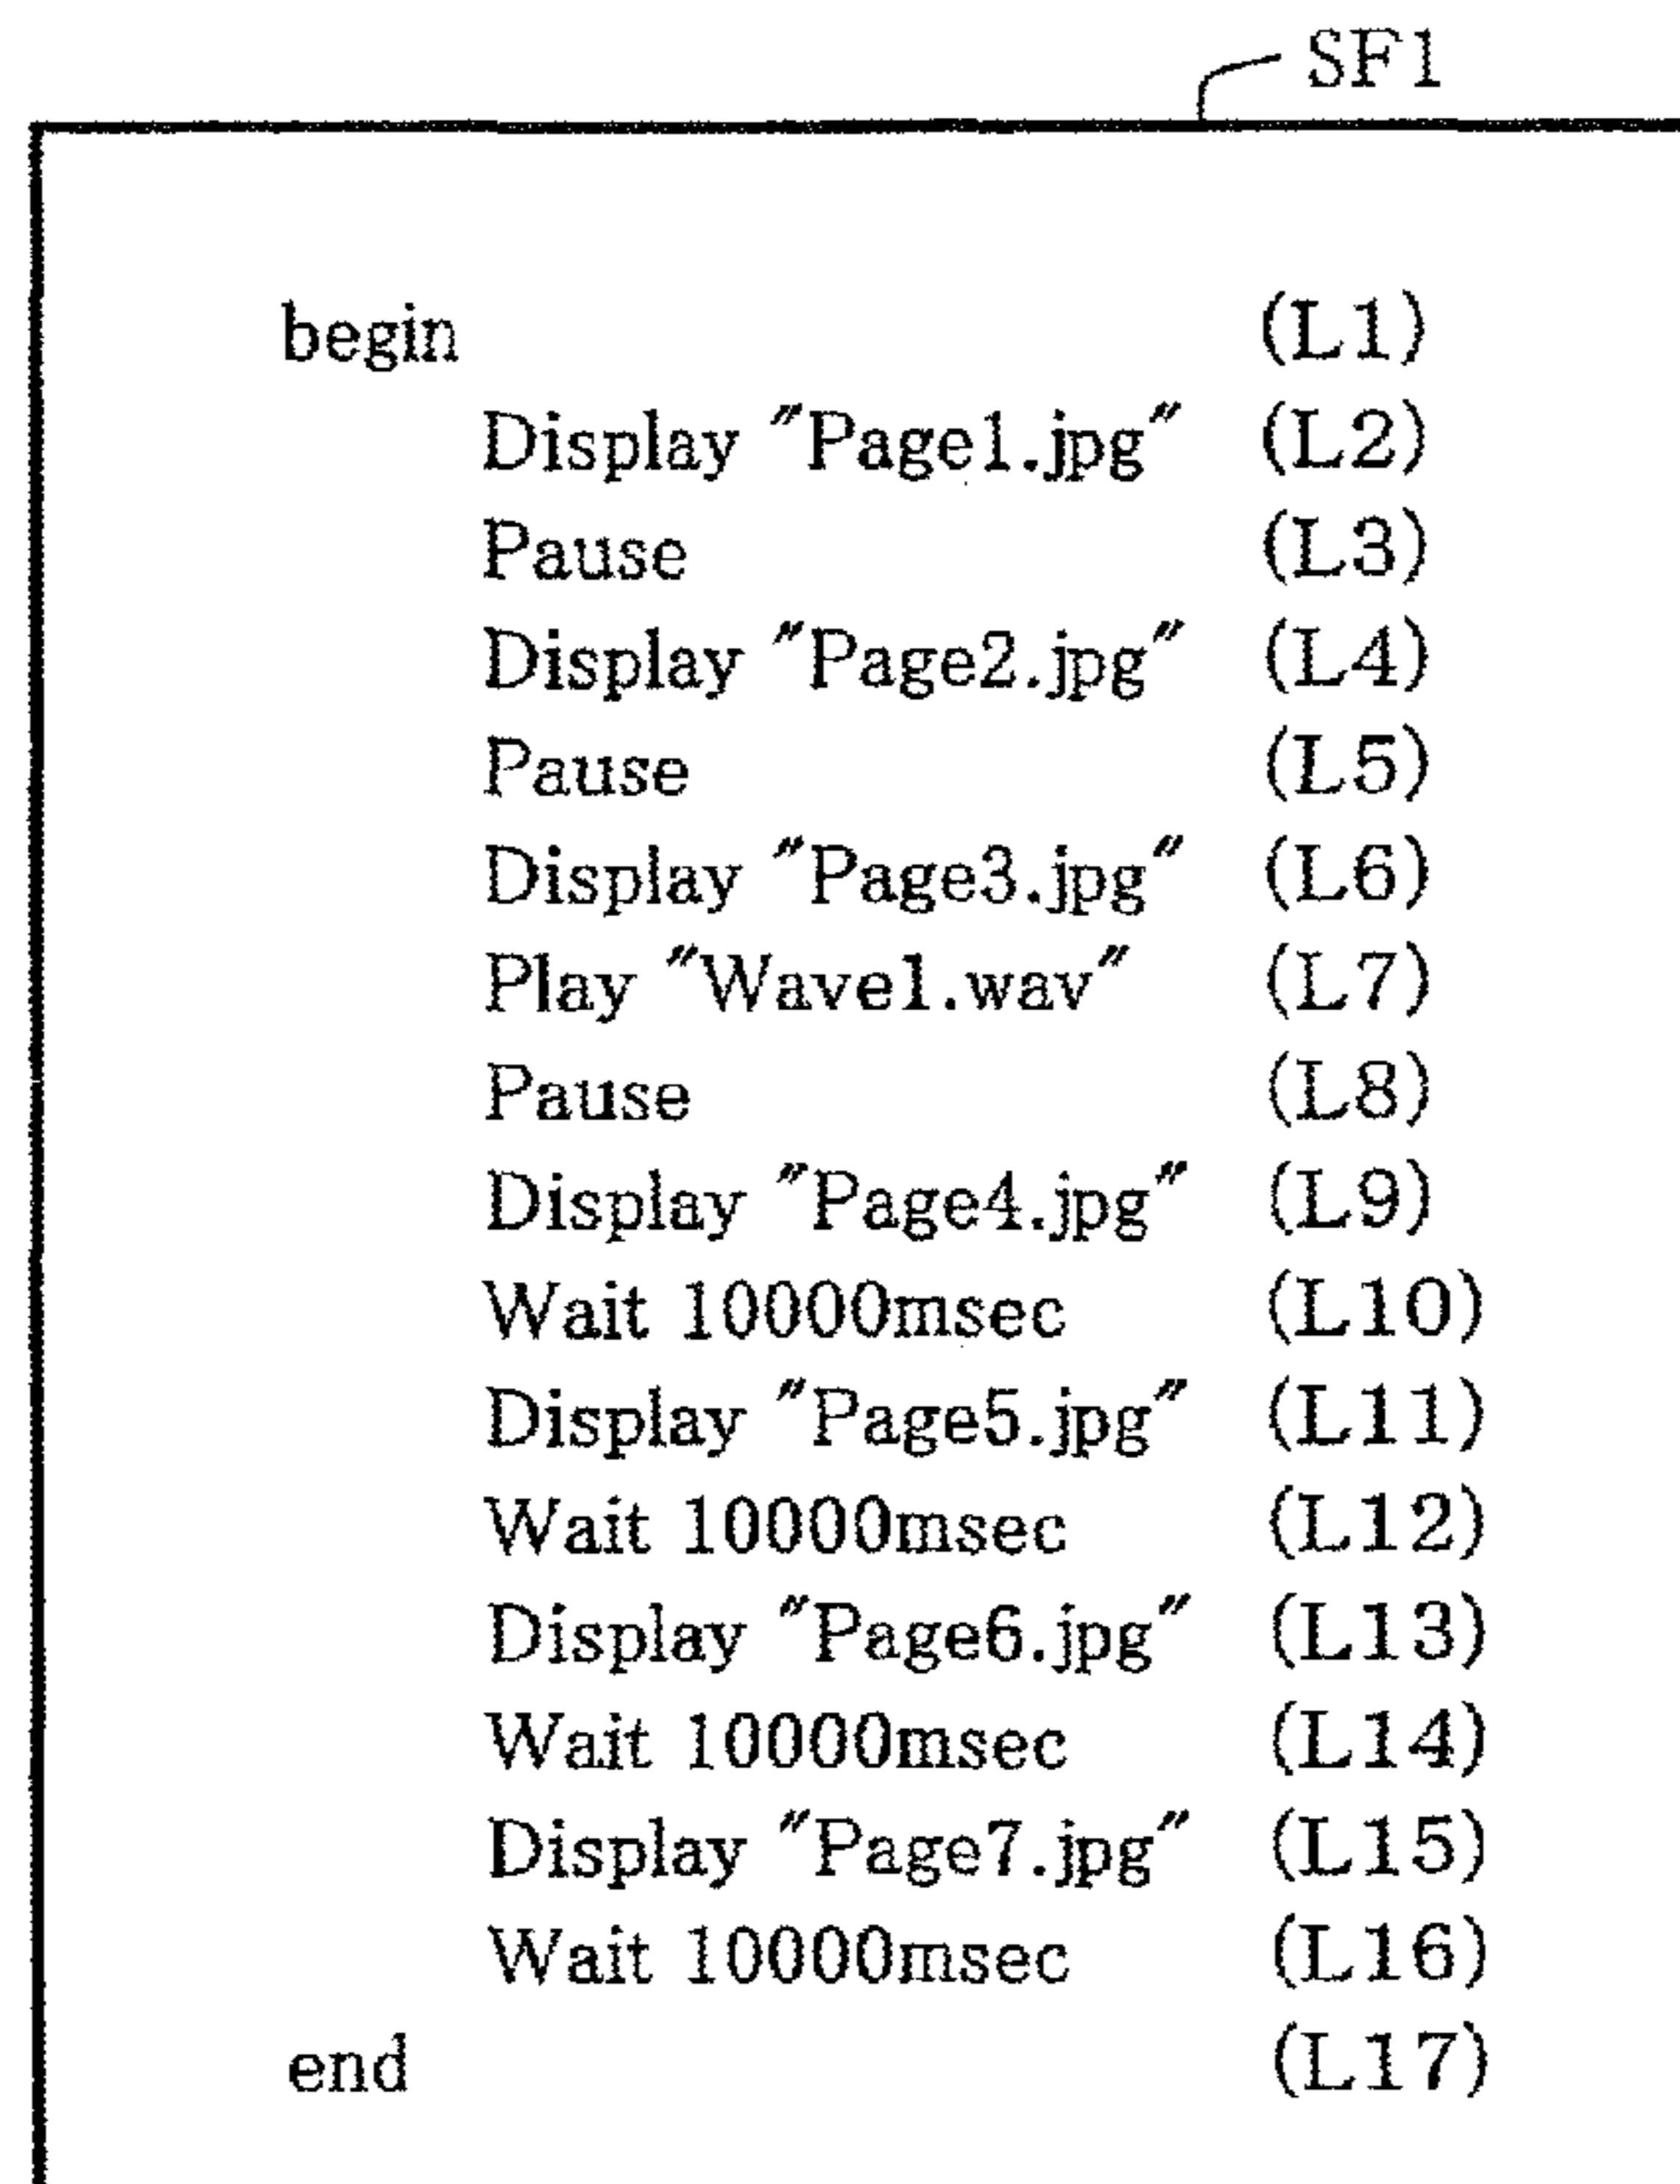 SF1
begin (L1)
Display "Page1.jpg" (L2)
Pause (L3)
Display "Page2.jpg" (L4)
Pause (L5)
Display "Page3.jpg" (L6)
Play "Wave1.wav" (L7)
Pause (L8)
Display "Page4.jpg" (L9)
Wait 10000msec (L10)
Display "Page5.jpg" (L11)
Wait 10000msec (L12)
Display "Page6.jpg" (L13)
Wait 10000msec (L14)
Display "Page7.jpg" (L15)
Wait 10000msec (L16)
end (L17)